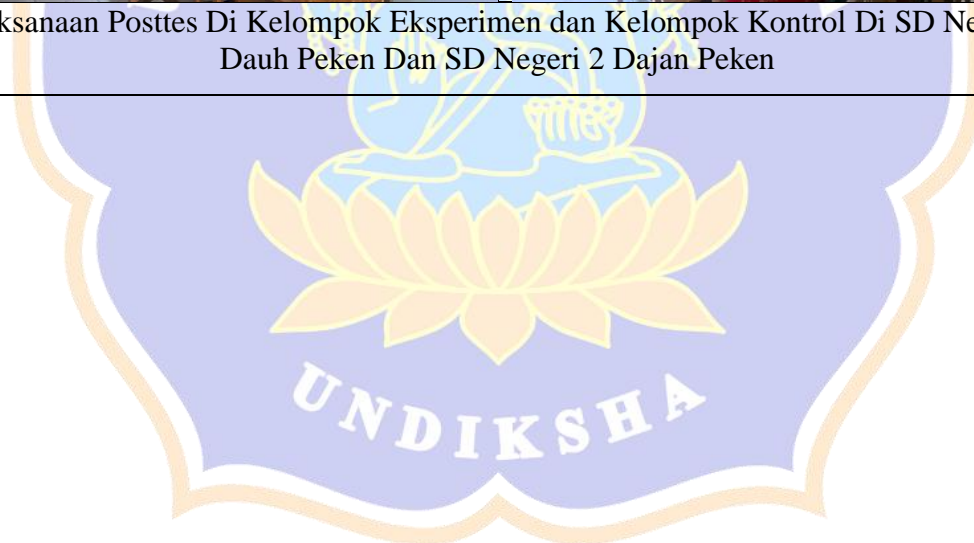 ksanaan Posttes Di Kelompok Eksperimen dan Kelompok Kontrol Di SD Ne
Dauh Peken Dan SD Negeri 2 Dajan Peken
UNDIKSHA